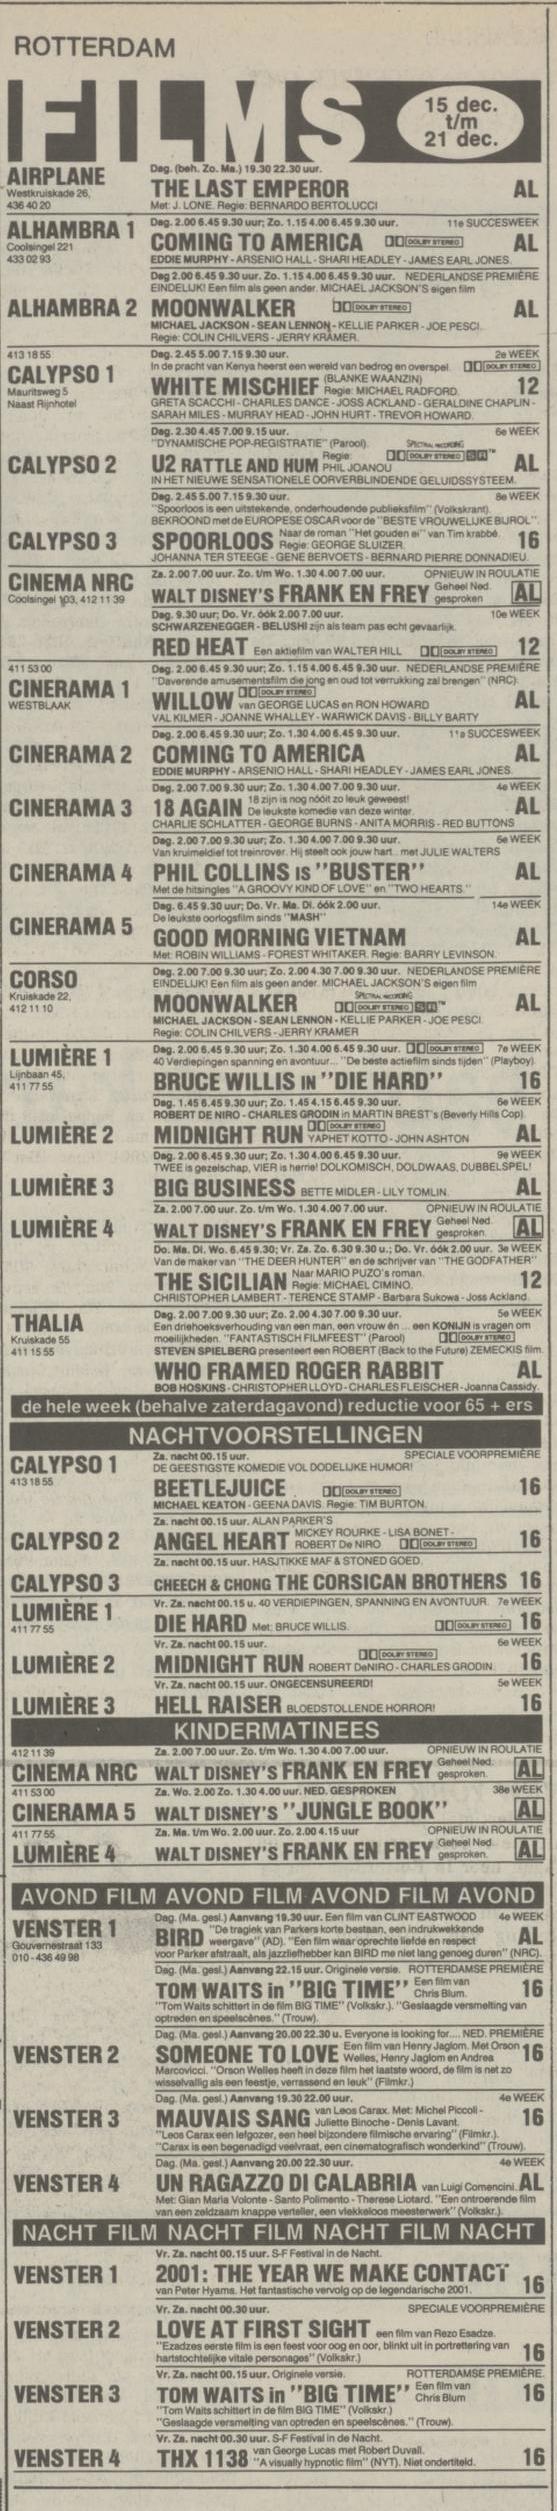 ROTTERDAM
FILMS
15 dec.
t/m
21 dec.
Dag. (beh. Zo. Ma.) 19.30 22.30 uur.
AIRPLANE
Westkruiskade 26,
436 40 20
THE LAST EMPEROR AL
Met: J. LONE. Regie: BERNARDO BERTOLUCCI
Dag. 2.00 6.45 9.30 uur; Zo. 1.15 4.00 6.45 9.30 uur. 11e SUCCESWEEK
ALHAMBRA 1
Coolsingel 221
433 02 93
COMING TO AMERICA DOLBY STEREO AL
EDDIE MURPHY - ARSENIO HALL - SHARI HEADLEY - JAMES EARL JONES.
Dag 2.00 6.45 9.30 uur. Zo. 1.15 4.00 6.45 9.30 uur. NEDERLANDSE PREMIÈRE
EINDELIJK! Een film als geen ander. MICHAEL JACKSON'S eigen film
ALHAMBRA 2 MOONWALKER DOLBY STEREO AL
MICHAEL JACKSON - SEAN LENNON - KELLIE PARKER - JOE PESCI.
Regie: COLIN CHILVERS - JERRY KRAMER.
413 18 55 Dag. 2.45 5.00 7.15 9.30 uur. 2e WEEK
In de pracht van Kenya heerst een wereld van bedrog en overspel. DOLBY STEREO
CALYPSO 1
Mauritsweg 5
Naast Rijnhotel
WHITE MISCHIEF (BLANKE WAANZIN) Regie: MICHAEL RADFORD. 12
GRETA SCACCHI - CHARLES DANCE - JOSS ACKLAND - GERALDINE CHAPLIN -
SARAH MILES - MURRAY HEAD - JOHN HURT - TREVOR HOWARD.
Dag. 2.30 4.45 7.00 9.15 uur. 6e WEEK
"DYNAMISCHE POP-REGISTRATIE" (Parool). SPECTRAL RECORDING
CALYPSO 2 U2 RATTLE AND HUM Regie: PHIL JOANOU DOLBY STEREO SR™ AL
IN HET NIEUWE SENSATIONELE OORVERBLINDENDE GELUIDSSYSTEEM.
Dag. 2.45 5.00 7.15 9.30 uur. 8e WEEK
"Spoorloos is een uitstekende, onderhoudende publieksfilm" (Volkskrant).
BEKROOND met de EUROPESE OSCAR voor de "BESTE VROUWELIJKE BIJROL".
CALYPSO 3 SPOORLOOS Naar de roman "Het gouden ei" van Tim krabbé. Regie: GEORGE SLUIZER. 16
JOHANNA TER STEEGE - GENE BERVOETS - BERNARD PIERRE DONNADIEU.
Za. 2.00 7.00 uur. Zo. t/m Wo. 1.30 4.00 7.00 uur. OPNIEUW IN ROULATIE
CINEMA NRC
Coolsingel 103, 412 11 39
WALT DISNEY'S FRANK EN FREY Geheel Ned. gesproken AL
Dag. 9.30 uur; Do. Vr. óók 2.00 7.00 uur. 10e WEEK
SCHWARZENEGGER - BELUSHI zijn als team pas echt gevaarlijk.
RED HEAT Een aktiefilm van WALTER HILL DOLBY STEREO 12
411 53 00 Dag. 2.00 6.45 9.30 uur; Zo. 1.15 4.00 6.45 9.30 uur. NEDERLANDSE PREMIÈRE
"Daverende amusementsfilm die jong en oud tot verrukking zal brengen" (NRC).
CINERAMA 1
WESTBLAAK
WILLOW DOLBY STEREO van GEORGE LUCAS en RON HOWARD AL
VAL KILMER - JOANNE WHALLEY - WARWICK DAVIS - BILLY BARTY
Dag. 2.00 6.45 9.30 uur; Zo. 1.30 4.00 6.45 9.30 uur. 11e SUCCESWEEK
CINERAMA 2 COMING TO AMERICA AL
EDDIE MURPHY - ARSENIO HALL - SHARI HEADLEY - JAMES EARL JONES.
Dag. 2.00 7.00 9.30 uur; Zo. 1.30 4.00 7.00 9.30 uur. 4e WEEK
CINERAMA 3 18 AGAIN 18 zijn is nog nóóit zo leuk geweest! De leukste komedie van deze winter. AL
CHARLIE SCHLATTER - GEORGE BURNS - ANITA MORRIS - RED BUTTONS
Dag. 2.00 7.00 9.30 uur; Zo. 1.30 4.00 7.00 9.30 uur. 6e WEEK
Van kruimeldief tot treinrover. Hij steelt ook jouw hart... met JULIE WALTERS
CINERAMA 4 PHIL COLLINS IS "BUSTER" AL
Met de hitsingles "A GROOVY KIND OF LOVE" en "TWO HEARTS."
Dag. 6.45 9.30 uur; Do. Vr. Ma. Di. óók 2.00 uur. 14e WEEK
De leukste oorlogsfilm sinds "MASH"
CINERAMA 5 GOOD MORNING VIETNAM AL
Met: ROBIN WILLIAMS - FOREST WHITAKER. Regie: BARRY LEVINSON.
Dag. 2.00 7.00 9.30 uur; Zo. 2.00 4.30 7.00 9.30 uur. NEDERLANDSE PREMIÈRE
EINDELIJK! Een film als geen ander. MICHAEL JACKSON'S eigen film
CORSO
Kruiskade 22,
412 11 10
SPECTRAL RECORDING
MOONWALKER DOLBY STEREO SR™ AL
MICHAEL JACKSON - SEAN LENNON - KELLIE PARKER - JOE PESCI.
Regie: COLIN CHILVERS - JERRY KRAMER
Dag. 2.00 6.45 9.30 uur; Zo. 1.30 4.00 6.45 9.30 uur. DOLBY STEREO 7e WEEK
40 Verdiepingen spanning en avontuur... "De beste actiefilm sinds tijden" (Playboy).
LUMIÈRE 1
Lijnbaan 45,
411 77 55
BRUCE WILLIS IN "DIE HARD" 16
Dag. 1.45 6.45 9.30 uur; Zo. 1.45 4.15 6.45 9.30 uur. 6e WEEK
ROBERT DE NIRO - CHARLES GRODIN in MARTIN BREST's (Beverly Hills Cop).
LUMIÈRE 2 MIDNIGHT RUN DOLBY STEREO YAPHET KOTTO - JOHN ASHTON AL
Dag. 2.00 6.45 9.30 uur; Zo. 1.30 4.00 6.45 9.30 uur. 9e WEEK
TWEE is gezelschap, VIER is herrie! DOLKOMISCH, DOLDWAAS, DUBBELSPEL!
LUMIÈRE 3 BIG BUSINESS BETTE MIDLER - LILY TOMLIN. AL
Za. 2.00 7.00 uur. Zo. t/m Wo. 1.30 4.00 7.00 uur. OPNIEUW IN ROULATIE
LUMIÈRE 4 WALT DISNEY'S FRANK EN FREY Geheel Ned. gesproken. AL
Do. Ma. Di. Wo. 6.45 9.30; Vr. Za. Zo. 6.30 9.30 u.; Do. Vr. óók 2.00 uur. 3e WEEK
Van de maker van "THE DEER HUNTER" en de schrijver van "THE GODFATHER"
THE SICILIAN Naar MARIO PUZO's roman. Regie: MICHAEL CIMINO. 12
CHRISTOPHER LAMBERT - TERENCE STAMP - Barbara Sukowa - Joss Ackland.
Dag. 2.00 7.00 9.30 uur; Zo. 2.00 4.30 7.00 9.30 uur. 5e WEEK
THALIA
Kruiskade 55
411 15 55
Een driehoeksverhouding van een man, een vrouw én ... een KONIJN is vragen om
moeilijkheden. "FANTASTISCH FILMFEEST" (Parool) DOLBY STEREO
STEVEN SPIELBERG presenteert een ROBERT (Back to the Future) ZEMECKIS film.
WHO FRAMED ROGER RABBIT AL
BOB HOSKINS - CHRISTOPHER LLOYD - CHARLES FLEISCHER - Joanna Cassidy.
de hele week (behalve zaterdagavond) reductie voor 65 + ers
NACHTVOORSTELLINGEN
Za. nacht 00.15 uur. SPECIALE VOORPREMIÈRE
CALYPSO 1
413 18 55
DE GEESTIGSTE KOMEDIE VOL DODELIJKE HUMOR!
BEETLEJUICE DOLBY STEREO 16
MICHAEL KEATON - GEENA DAVIS. Regie: TIM BURTON.
Za. nacht 00.15 uur. ALAN PARKER'S
CALYPSO 2 ANGEL HEART MICKEY ROURKE - LISA BONET - ROBERT De NIRO DOLBY STEREO 16
Za. nacht 00.15 uur. HASJTIKKE MAF & STONED GOED.
CALYPSO 3 CHEECH & CHONG THE CORSICAN BROTHERS 16
Vr. Za. nacht 00.15 u. 40 VERDIEPINGEN, SPANNING EN AVONTUUR. 7e WEEK
LUMIÈRE 1
411 77 55
DIE HARD Met: BRUCE WILLIS. DOLBY STEREO 16
Vr. Za. nacht 00.15 uur. 6e WEEK
LUMIÈRE 2 MIDNIGHT RUN DOLBY STEREO ROBERT DeNIRO - CHARLES GRODIN. 16
Vr. Za. nacht 00.15 uur. ONGECENSUREERD! 5e WEEK
LUMIÈRE 3 HELL RAISER BLOEDSTOLLENDE HORROR! 16
KINDERMATINEES
412 11 39 Za. 2.00 7.00 uur. Zo. t/m Wo. 1.30 4.00 7.00 uur. OPNIEUW IN ROULATIE
CINEMA NRC WALT DISNEY'S FRANK EN FREY Geheel Ned. gesproken. AL
411 53 00 Za. Wo. 2.00 Zo. 1.30 4.00 uur. NED. GESPROKEN 38e WEEK
CINERAMA 5 WALT DISNEY'S "JUNGLE BOOK" AL
411 77 55 Za. Ma. t/m Wo. 2.00 uur. Zo. 2.00 4.15 uur OPNIEUW IN ROULATIE
LUMIÈRE 4 WALT DISNEY'S FRANK EN FREY Geheel Ned. gesproken. AL
AVOND FILM AVOND FILM AVOND FILM AVOND
Dag. (Ma. gesl.) Aanvang 19.30 uur. Een film van CLINT EASTWOOD 4e WEEK
VENSTER 1
Gouvernestraat 133
010 - 436 49 98
BIRD "De tragiek van Parkers korte bestaan, een indrukwekkende weergave" (AD). "Een film waar oprechte liefde en respect AL
voor Parker afstraalt, als jazzliefhebber kan BIRD me niet lang genoeg duren" (NRC).
Dag. (Ma. gesl.) Aanvang 22.15 uur. Originele versie. ROTTERDAMSE PREMIÈRE
TOM WAITS in "BIG TIME" Een film van Chris Blum. 16
"Tom Waits schittert in de film BIG TIME" (Volkskr.). "Geslaagde versmelting van
optreden en speelscènes." (Trouw).
Dag. (Ma. gesl.) Aanvang 20.00 22.30 u. Everyone is looking for.... NED. PREMIÈRE
VENSTER 2 SOMEONE TO LOVE Een film van Henry Jaglom. Met Orson Welles, Henry Jaglom en Andrea 16
Marcovicci. "Orson Welles heeft in deze film het laatste woord, de film is net zo
wisselvallig als een feestje, verrassend en leuk" (Filmkr.)
Dag. (Ma. gesl.) Aanvang 19.30 22.00 uur. 4e WEEK
VENSTER 3 MAUVAIS SANG van Leos Carax. Met: Michel Piccoli - Juliette Binoche - Denis Lavant. 16
"Leos Carax een lefgozer, een heel bijzondere filmische ervaring" (Filmkr.).
"Carax is een begenadigd veelvraat, een cinematografisch wonderkind" (Trouw).
Dag. (Ma. gesl.) Aanvang 20.00 22.30 uur. 4e WEEK
VENSTER 4 UN RAGAZZO DI CALABRIA van Luigi Comencini. AL
Met: Gian Maria Volonte - Santo Polimento - Therese Liotard. "Een ontroerende film
van een zeldzaam knappe verteller, een vlekkeloos meesterwerk" (Volkskr.).
NACHT FILM NACHT FILM NACHT FILM NACHT
Vr. Za. nacht 00.15 uur. S-F Festival in de Nacht.
VENSTER 1 2001: THE YEAR WE MAKE CONTACT
van Peter Hyams. Het fantastische vervolg op de legendarische 2001. 16
Vr. Za. nacht 00.30 uur. SPECIALE VOORPREMIÈRE
VENSTER 2 LOVE AT FIRST SIGHT een film van Rezo Esadze.
"Ezadzes eerste film is een feest voor oog en oor, blinkt uit in portrettering van
hartstochtelijke vitale personages" (Volkskr.) 16
Vr. Za. nacht 00.15 uur. Originele versie. ROTTERDAMSE PREMIÈRE.
VENSTER 3 TOM WAITS in "BIG TIME" Een film van Chris Blum 16
"Tom Waits schittert in de film BIG TIME" (Volkskr.)
"Geslaagde versmelting van optreden en speelscènes." (Trouw).
Vr. Za. nacht 00.30 uur. S-F Festival in de Nacht.
VENSTER 4 THX 1138 van George Lucas met Robert Duvall. "A visually hypnotic film" (NYT). Niet ondertiteld. 16